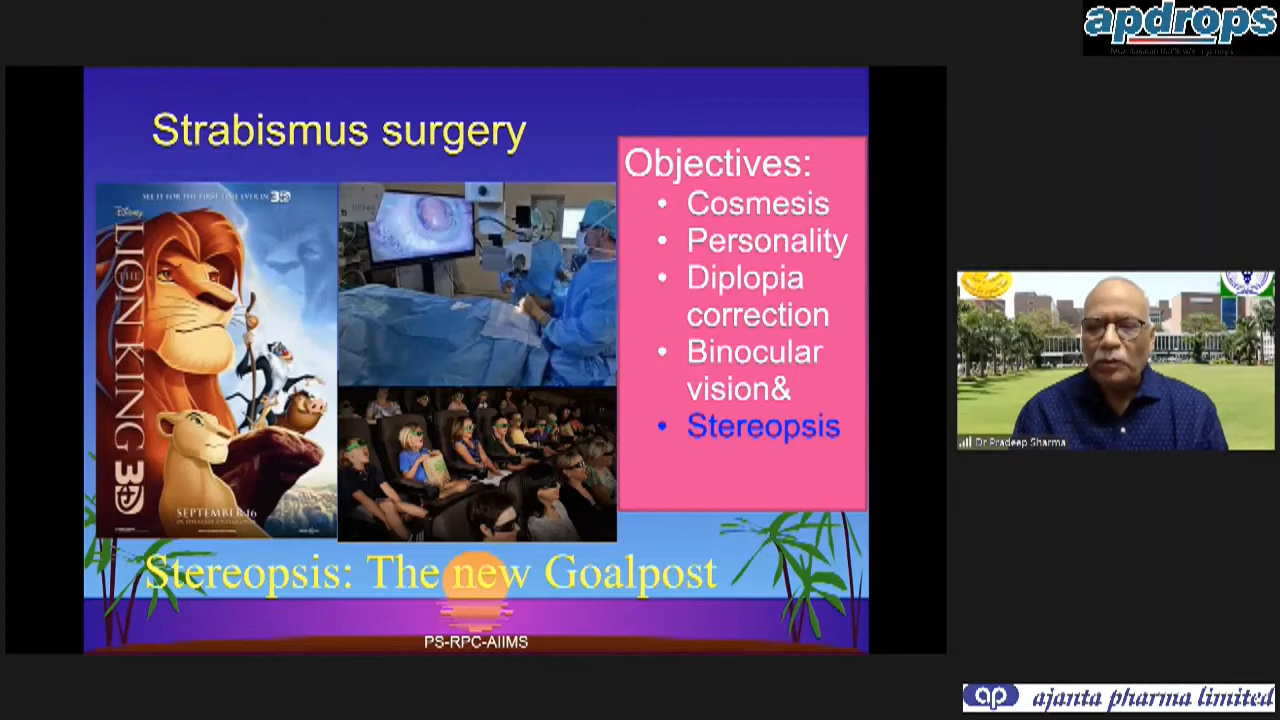 apdrops
Strabismus surgery
SEE IT FOR THE FIRST TIME EVER IN 3D
Disney
THE LION KING 3D
SEPTEMBER 16
Objectives:
• Cosmesis
• Personality
• Diplopia
correction
• Binocular
vision&
• Stereopsis
Stereopsis: The new Goalpost
PS-RPC-AIIMS
Dr Pradeep Sharma
ap ajanta pharma limited